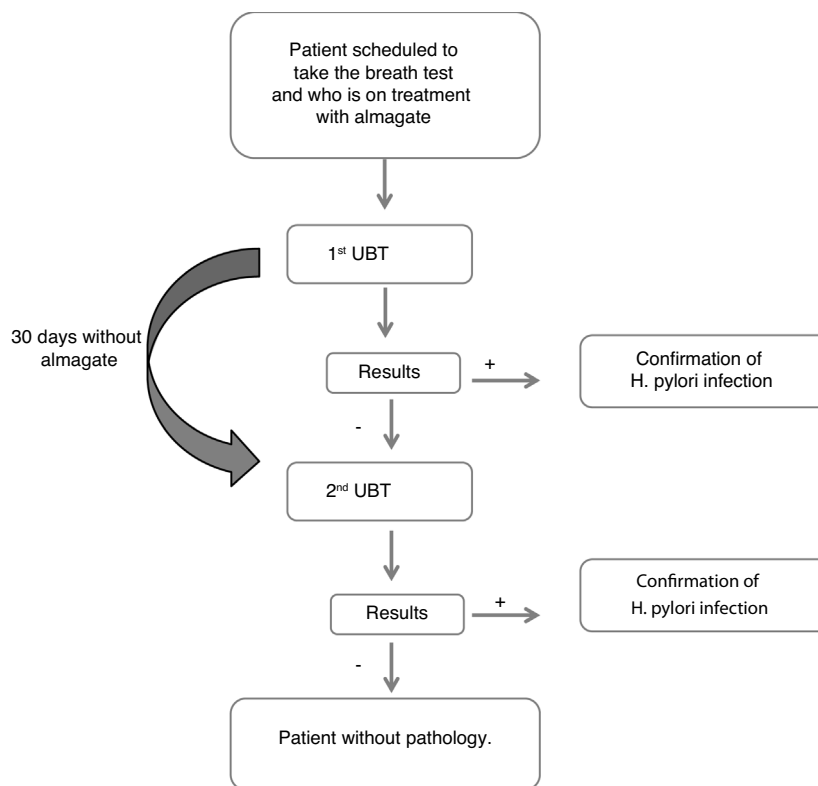 Patient scheduled to
take the breath test
and who is on treatment
with almagate
1st UBT
30 days without
almagate
Results
+
Confirmation of
H. pylori infection
-
2nd UBT
Results
+
Confirmation of
H. pylori infection
-
Patient without pathology.